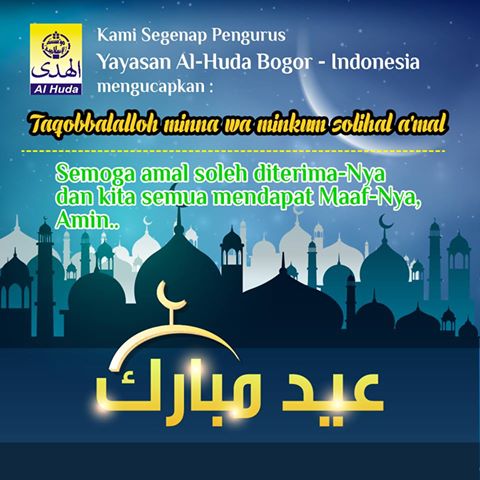 الهدى
Al Huda
Kami Segenap Pengurus
Yayasan Al-Huda Bogor - Indonesia
mengucapkan :
Taqobbalalloh minna wa minkum solihal a'mal
Semoga amal soleh diterima-Nya
dan kita semua mendapat Maaf-Nya,
Amin..
عيد مبارك